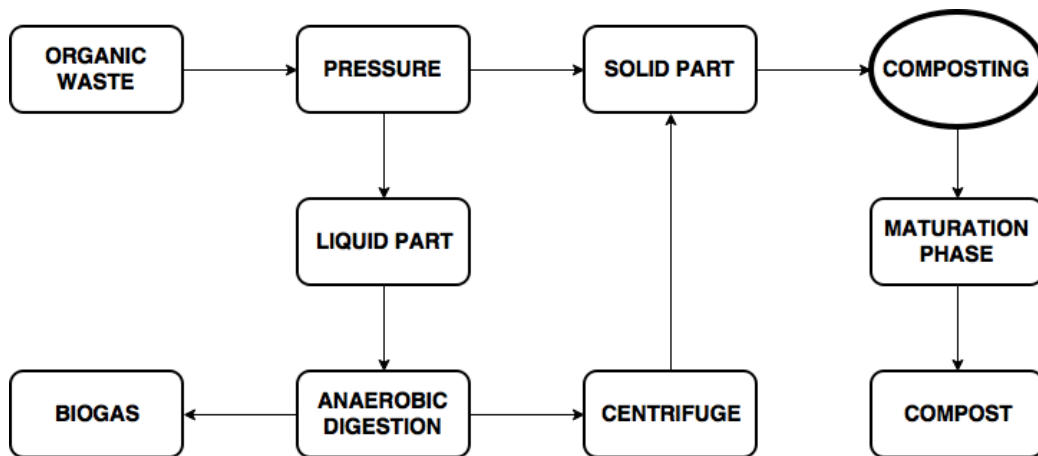 ORGANIC
WASTE
PRESSURE
SOLID PART
COMPOSTING
LIQUID PART
MATURATION
PHASE
BIOGAS
ANAEROBIC
DIGESTION
CENTRIFUGE
COMPOST